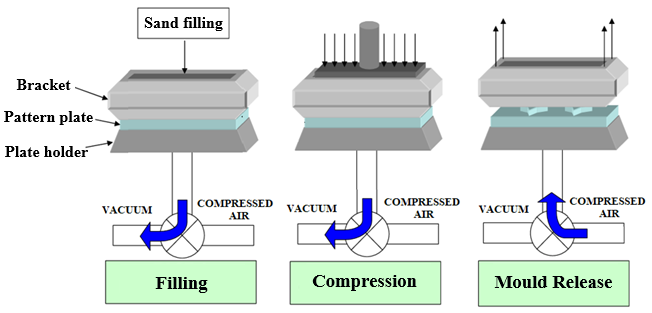 Sand filling
Bracket
Pattern plate
Plate holder
VACUUM
COMPRESSED
AIR
VACUUM
COMPRESSED
AIR
VACUUM
COMPRESSED
AIR
Filling
Compression
Mould Release